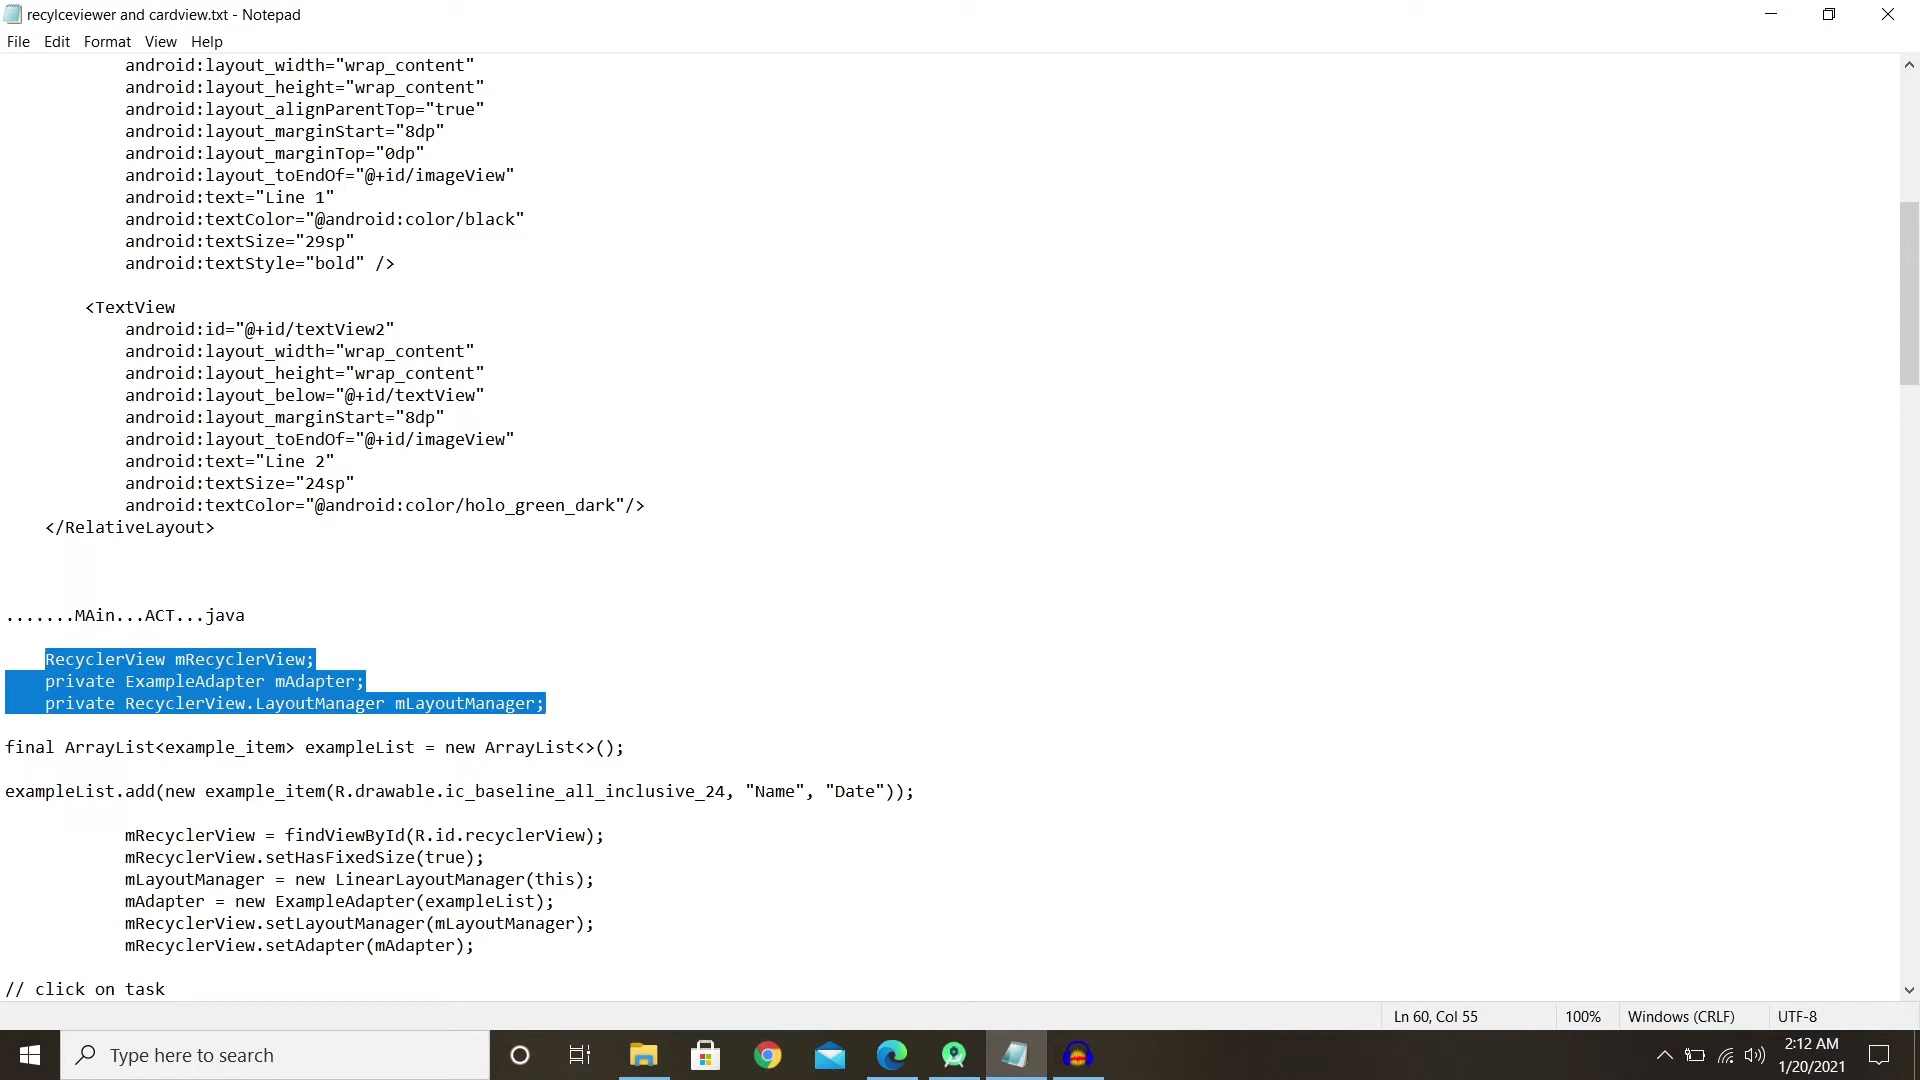 recylceviewer and cardview.txt - Notepad
File Edit Format View Help
android:layout_width="wrap_content"
android:layout_height="wrap_content"
android:layout_alignParentTop="true"
android:layout_marginStart="8dp"
android:layout_marginTop="0dp"
android:layout_toEndOf="@+id/imageView"
android:text="Line 1"
android:textColor="@android:color/black"
android:textSize="29sp"
android:textStyle="bold" />
<TextView
android:id="@+id/textView2"
android:layout_width="wrap_content"
android:layout_height="wrap_content"
android:layout_below="@+id/textView"
android:layout_marginStart="8dp"
android:layout_toEndOf="@+id/imageView"
android:text="Line 2"
android:textSize="24sp"
android:textColor="@android:color/holo_green_dark"/>
</RelativeLayout>
.......MAin...ACT...java
RecyclerView mRecyclerView;
private ExampleAdapter mAdapter;
private RecyclerView.LayoutManager mLayoutManager;
final ArrayList<example_item> exampleList = new ArrayList<>();
exampleList.add(new example_item(R.drawable.ic_baseline_all_inclusive_24, "Name", "Date"));
mRecyclerView = findViewById(R.id.recyclerView);
mRecyclerView.setHasFixedSize(true);
mLayoutManager = new LinearLayoutManager(this);
mAdapter = new ExampleAdapter(exampleList);
mRecyclerView.setLayoutManager(mLayoutManager);
mRecyclerView.setAdapter(mAdapter);
// click on task
Ln 60, Col 55 100% Windows (CRLF) UTF-8
Type here to search
2:12 AM
1/20/2021